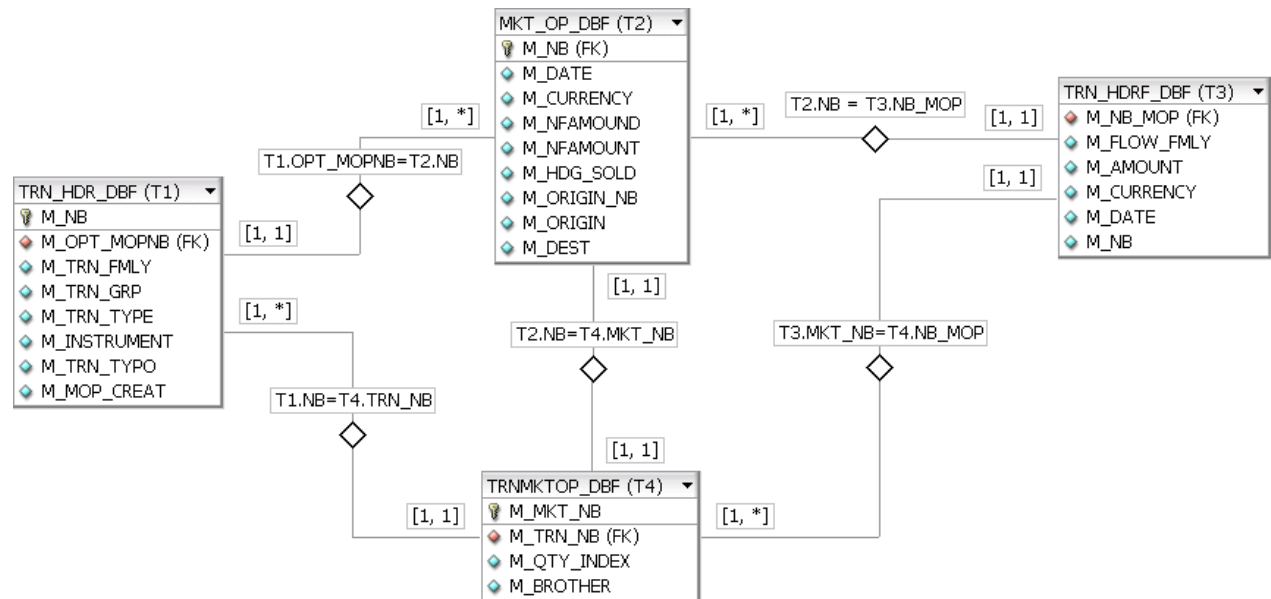 MKT_OP_DBF (T2)
M_NB (FK)
M_DATE
M_CURRENCY
M_NFAMOUND
M_NFAMOUNT
M_HDG_SOLD
M_ORIGIN_NB
M_ORIGIN
M_DEST
[1, *]
T1.OPT_MOPNB=T2.NB
[1, 1]
[1, *]
T2.NB = T3.NB_MOP
[1, 1]
TRN_HDRF_DBF (T3)
M_NB_MOP (FK)
M_FLOW_FMLY
M_AMOUNT
M_CURRENCY
M_DATE
M_NB
[1, 1]
TRN_HDR_DBF (T1)
M_NB
M_OPT_MOPNB (FK)
M_TRN_FMLY
M_TRN_GRP
M_TRN_TYPE
M_INSTRUMENT
M_TRN_TYPO
M_MOP_CREAT
[1, *]
T1.NB=T4.TRN_NB
[1, 1]
[1, 1]
T2.NB=T4.MKT_NB
[1, 1]
T3.MKT_NB=T4.NB_MOP
[1, *]
TRNMKTOP_DBF (T4)
M_MKT_NB
M_TRN_NB (FK)
M_QTY_INDEX
M_BROTHER